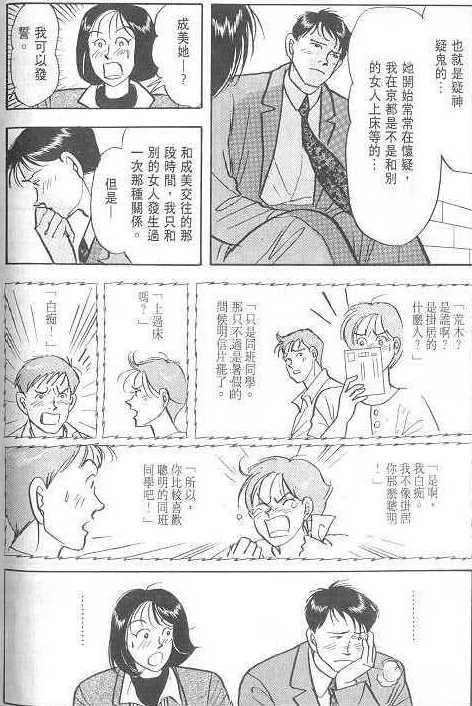 也就是疑神
疑鬼的…
她開始常常在懷疑，
我在京都是不是和別
的女人上床等的…
成美她—？
我可以發
誓。
和成美交往的那
段時間，我只和
別的女人發生過
一次那種關係。
但是—
「荒木？
是誰啊？
是掛居的
什麼人？」
「只是同班同學。
那只不過是暑假的
問候明信片罷了。」
「上過床
嗎？」
「白痴！」
「是啊，
我白痴。
我不像掛居
你那麼聰明
！」
「所以，
你比較喜歡
聰明的同班
同學吧！」
………
………